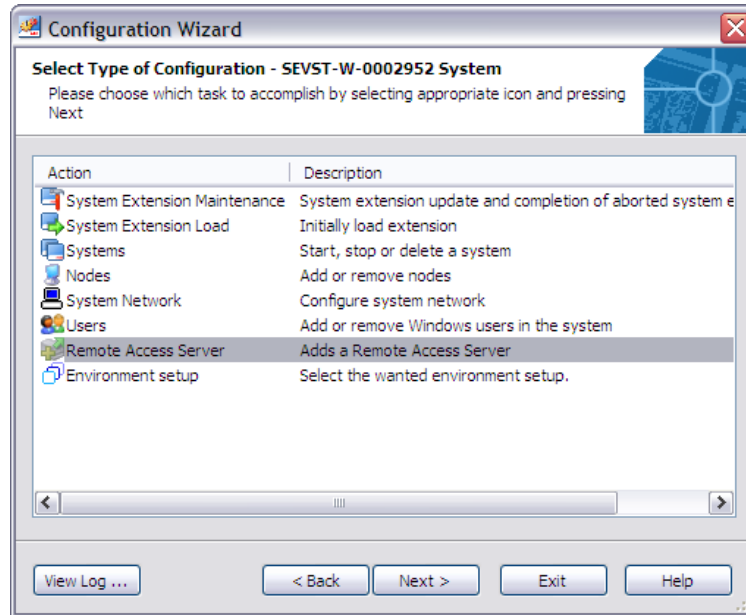 Configuration Wizard
Select Type of Configuration - SEVST-W-0002952 System
Please choose which task to accomplish by selecting appropriate icon and pressing
Next
Action Description
System Extension Maintenance System extension update and completion of aborted system e
System Extension Load Initially load extension
Systems Start, stop or delete a system
Nodes Add or remove nodes
System Network Configure system network
Users Add or remove Windows users in the system
Remote Access Server Adds a Remote Access Server
Environment setup Select the wanted environment setup.
View Log ... < Back Next > Exit Help